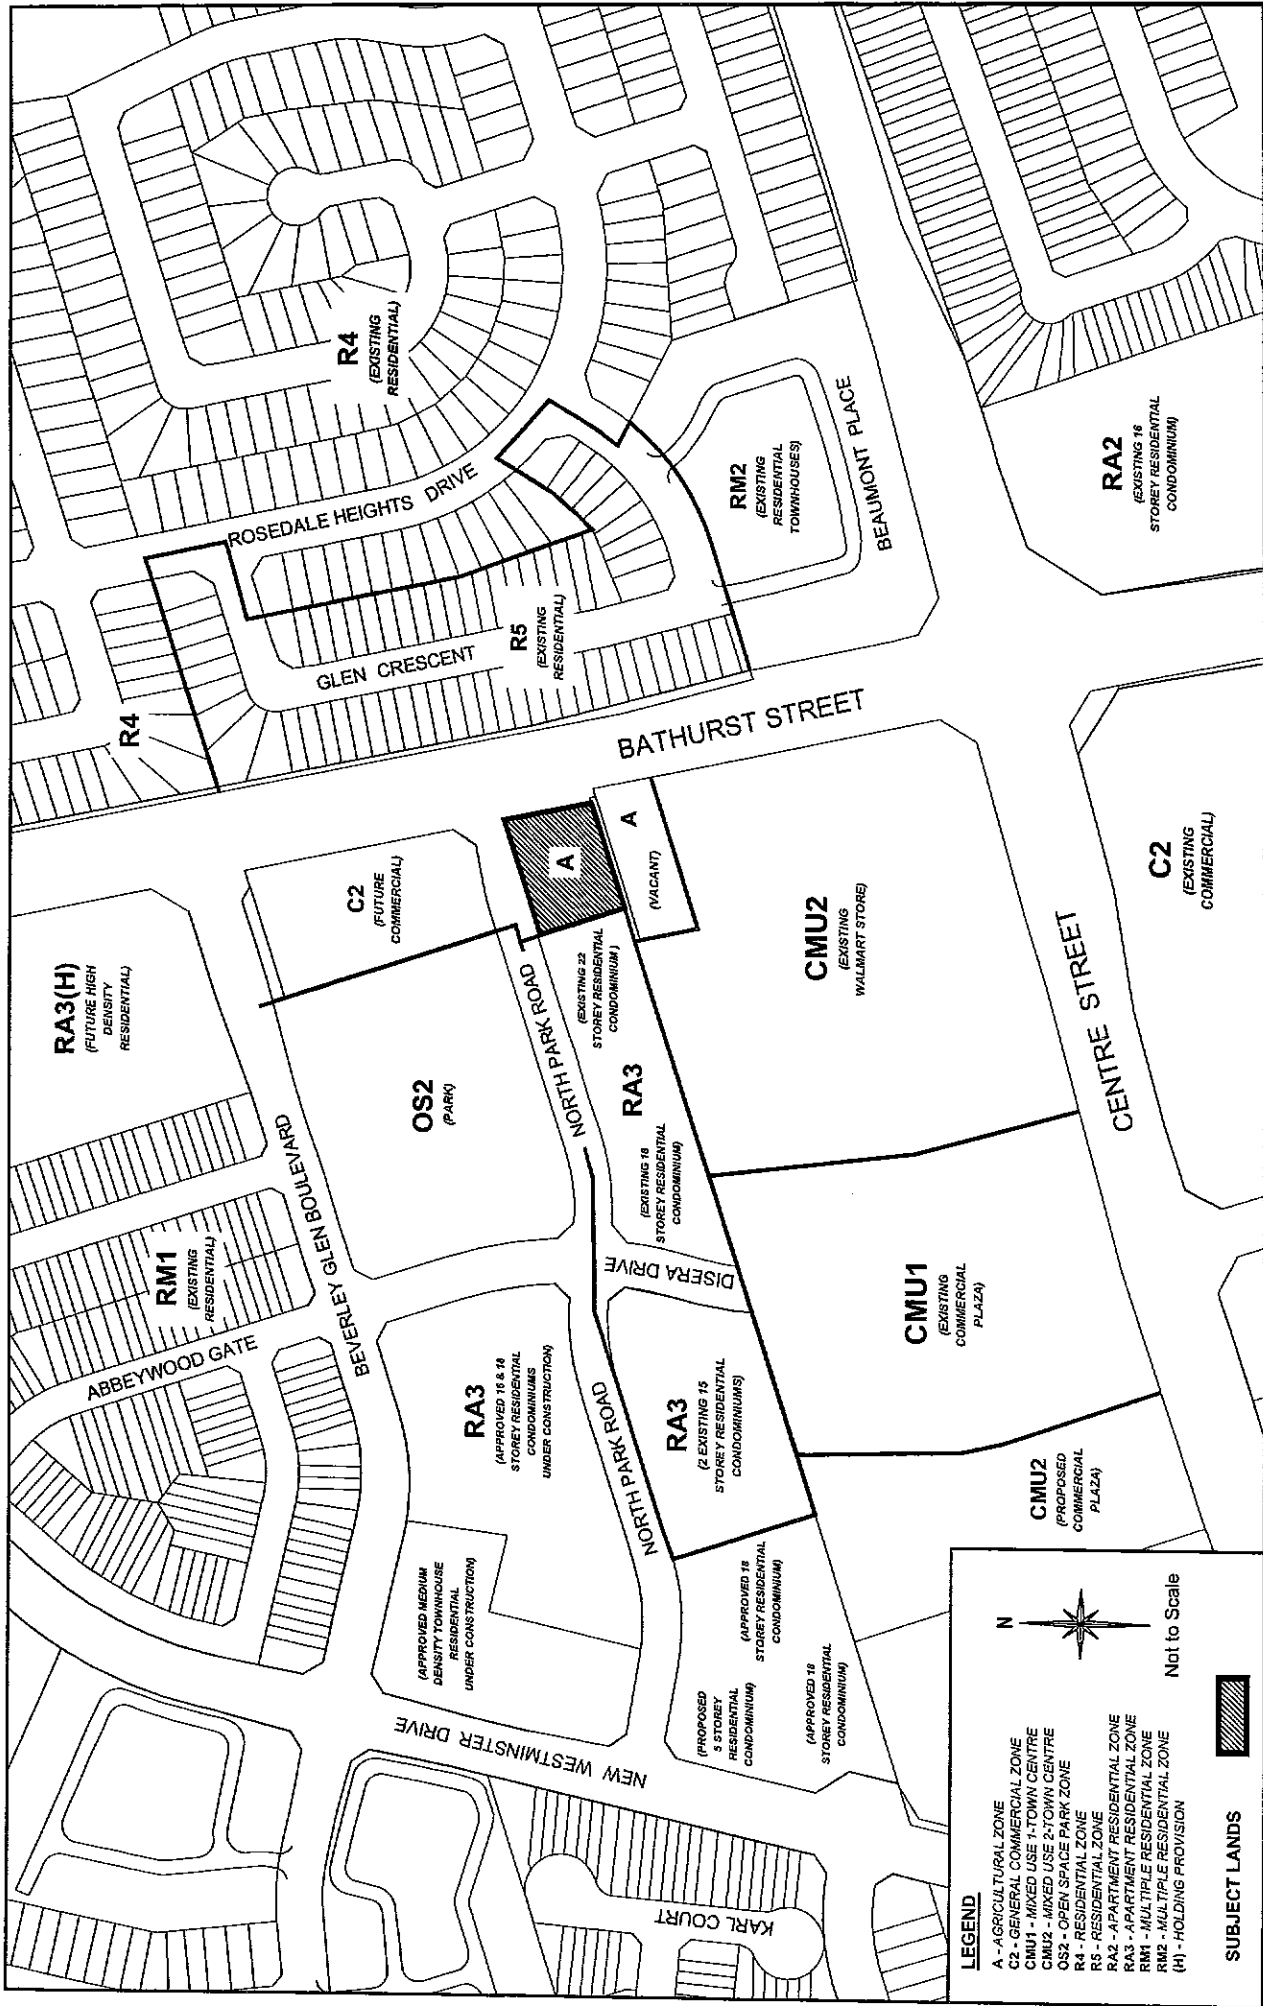 R4
(EXISTING
RESIDENTIAL)
ROSEDALE HEIGHTS DRIVE
R4
GLEN CRESCENT
R5
(EXISTING
RESIDENTIAL)
RM2
(EXISTING
RESIDENTIAL
TOWNHOUSES)
BEAUMONT PLACE
RA2
(EXISTING 16
STOREY RESIDENTIAL
CONDOMINIUM)
BATHURST STREET
RA3(H)
(FUTURE HIGH
DENSITY
RESIDENTIAL)
C2
(FUTURE
COMMERCIAL)
A
A
(VACANT)
CMU2
(EXISTING
WALMART STORE)
C2
(EXISTING
COMMERCIAL)
CENTRE STREET
OS2
(PARK)
NORTH PARK ROAD
(EXISTING 22
STOREY RESIDENTIAL
CONDOMINIUM )
RA3
(EXISTING 18
STOREY RESIDENTIAL
CONDOMINIUM)
DISERA DRIVE
RM1
(EXISTING
RESIDENTIAL)
BEVERLEY GLEN BOULEVARD
ABBEYWOOD GATE
RA3
(APPROVED 16 & 18
STOREY RESIDENTIAL
CONDOMINIUMS
UNDER CONSTRUCTION)
NORTH PARK ROAD
RA3
(2 EXISTING 15
STOREY RESIDENTIAL
CONDOMINIUMS)
CMU1
(EXISTING
COMMERCIAL
PLAZA)
CMU2
(PROPOSED
COMMERCIAL
PLAZA)
(APPROVED MEDIUM
DENSITY TOWNHOUSE
RESIDENTIAL
UNDER CONSTRUCTION)
(APPROVED 18
STOREY RESIDENTIAL
CONDOMINIUM)
(PROPOSED
5 STOREY
RESIDENTIAL
CONDOMINIUM)
(APPROVED 18
STOREY RESIDENTIAL
CONDOMINIUM)
NEW WESTMINSTER DRIVE
KARL COURT
LEGEND
A - AGRICULTURAL ZONE
C2 - GENERAL COMMERCIAL ZONE
CMU1 - MIXED USE 1-TOWN CENTRE
CMU2 - MIXED USE 2-TOWN CENTRE
OS2 - OPEN SPACE PARK ZONE
R4 - RESIDENTIAL ZONE
R5 - RESIDENTIAL ZONE
RA2 - APARTMENT RESIDENTIAL ZONE
RA3 - APARTMENT RESIDENTIAL ZONE
RM1 - MULTIPLE RESIDENTIAL ZONE
RM2 - MULTIPLE RESIDENTIAL ZONE
(H) - HOLDING PROVISION
N
Not to Scale
SUBJECT LANDS